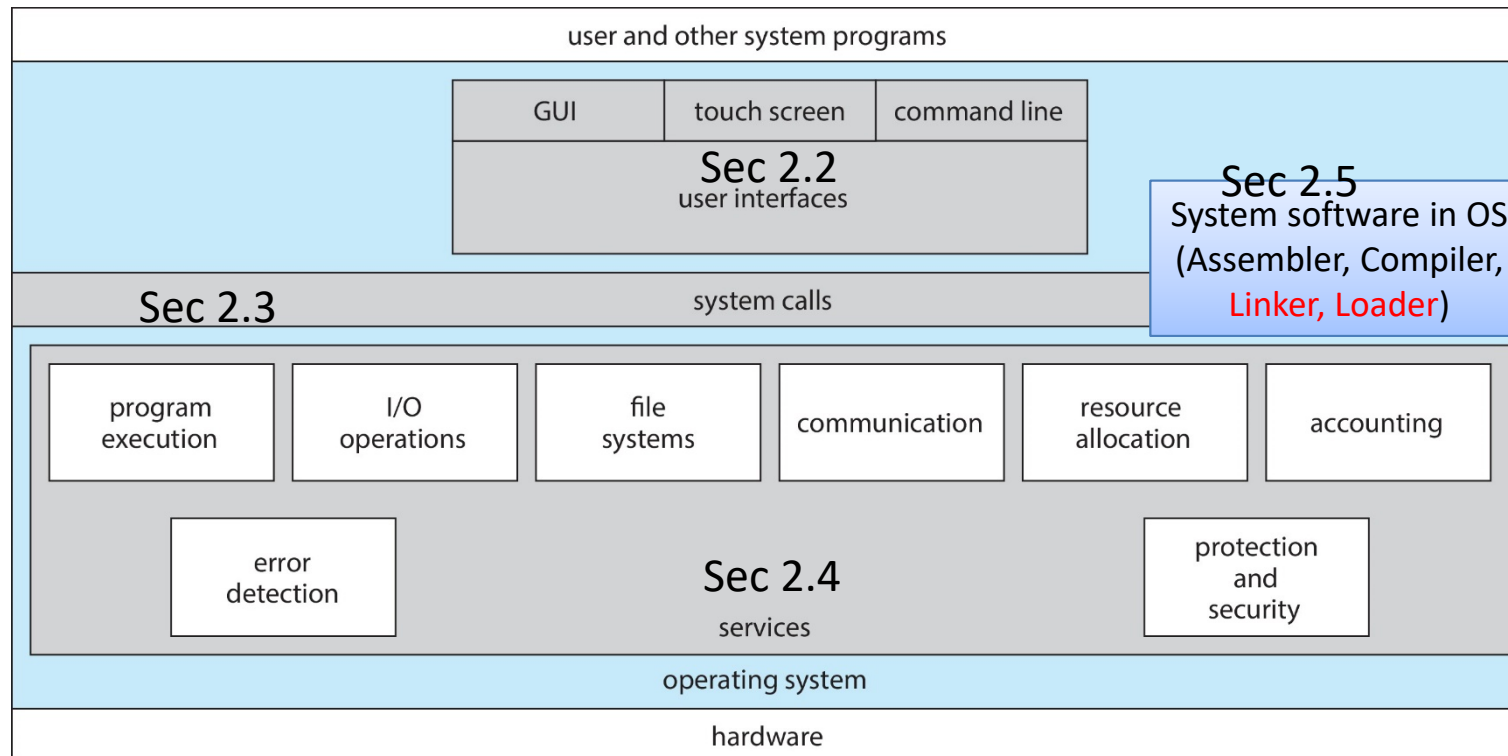 user and other system programs
GUI
touch screen
command line
Sec 2.2
user interfaces
Sec 2.5
System software in OS
(Assembler, Compiler,
Linker, Loader)
Sec 2.3
system calls
program
execution
I/O
operations
file
systems
communication
resource
allocation
accounting
error
detection
Sec 2.4
services
protection
and
security
operating system
hardware